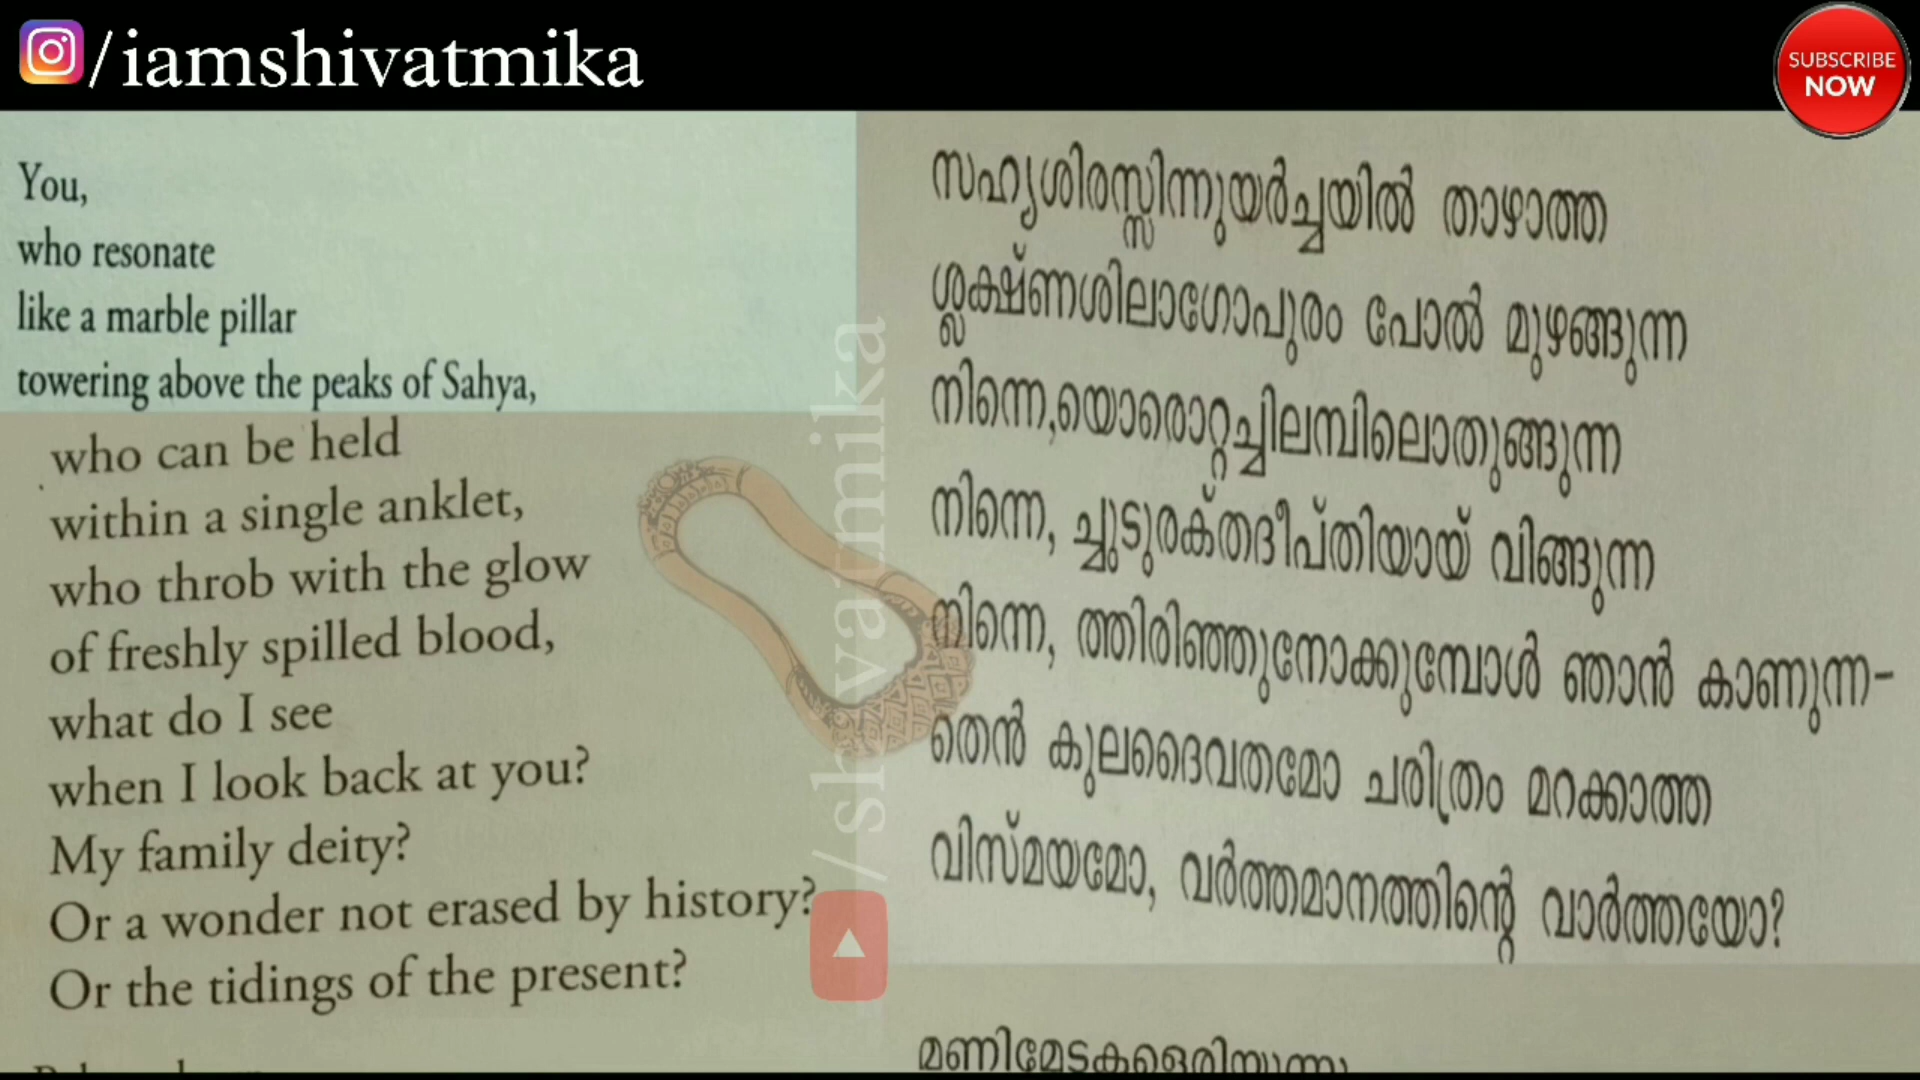 /iamshivatmika
SUBSCRIBE
NOW
You,
who resonate
like a marble pillar
towering above the peaks of Sahya,
who can be held
within a single anklet,
who throb with the glow
of freshly spilled blood,
what do I see
when I look back at you?
My family deity?
Or a wonder not erased by history?
Or the tidings of the present?
സഹ്യശിരസ്സിന്നുയർച്ചയിൽ താഴാത്ത
ശ്ലക്ഷ്ണശിലാഗോപുരം പോൽ മുഴങ്ങുന്ന
നിന്നെ,യൊരൊറ്റച്ചിലമ്പിലൊതുങ്ങുന്ന
നിന്നെ, ച്ചുടുരക്തദീപ്തിയായ് വിങ്ങുന്ന
നിന്നെ, ത്തിരിഞ്ഞുനോക്കുമ്പോൾ ഞാൻ കാണുന്ന-
തെൻ കുലദൈവതമോ ചരിത്രം മറക്കാത്ത
വിസ്മയമോ, വർത്തമാനത്തിന്റെ വാർത്തയോ?
മണിമേടകളെരിയുന്നു
/shivatmika